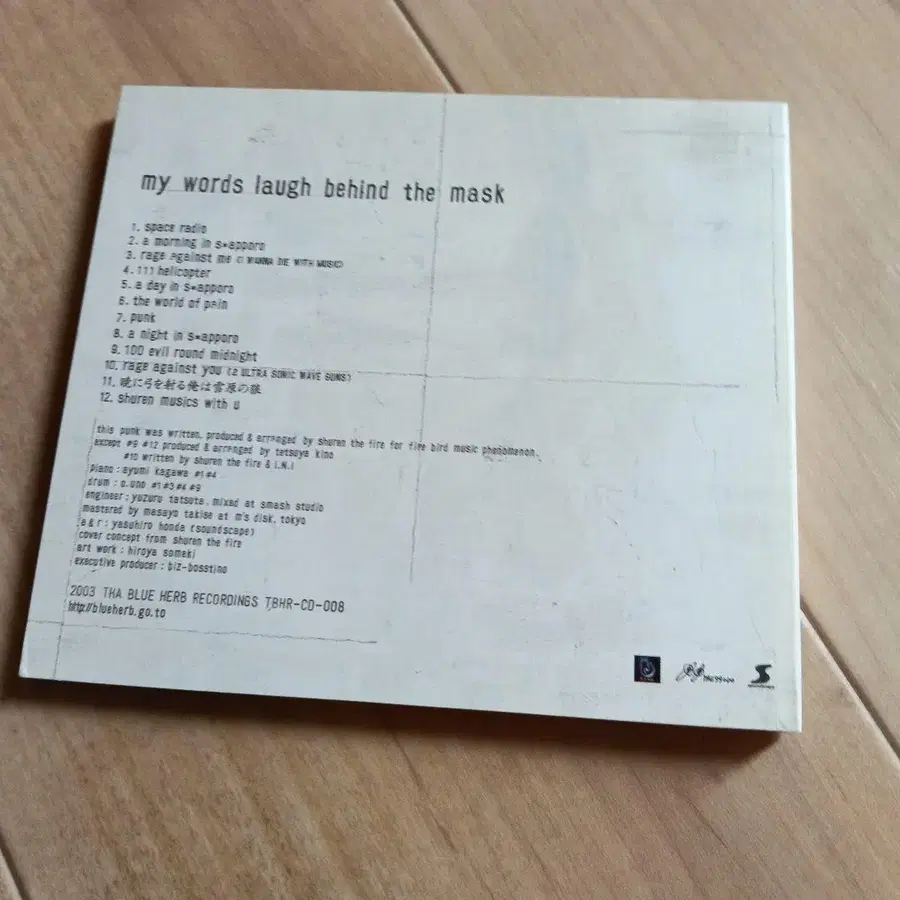 my words laugh behind the mask
1. space radio
2. a morning in s*apporo
3. rage against me (I WANNA DIE WITH MUSIC)
4. 111 helicopter
5. a day in s*apporo
6. the world of pain
7. punk
8. a night in s*apporo
9. 100 evil round midnight
10. rage against you (2 ULTRA SONIC WAVE GUNS)
11. 暁に弓を射る俺は雪原の狼
12. shuren musics with u
this punk was written, produced & arranged by shuren the fire for fire bird music phenomenon.
except #9 #12 produced & arranged by tetsuya kino
#10 written by shuren the fire & I.N.I
piano : ayumi kagawa #1 #4
drum : o.uno #1 #3 #4 #9
engineer : yuzuru tatsuta. mixed at smash studio
mastered by masayo takise at m's disk. tokyo
a & r : yasuhiro honda (soundscape)
cover concept from shuren the fire
art work : hiroya someki
executive producer : biz-bosstino
2003 THA BLUE HERB RECORDINGS TBHR-CD-008
http://blueherb.go.to